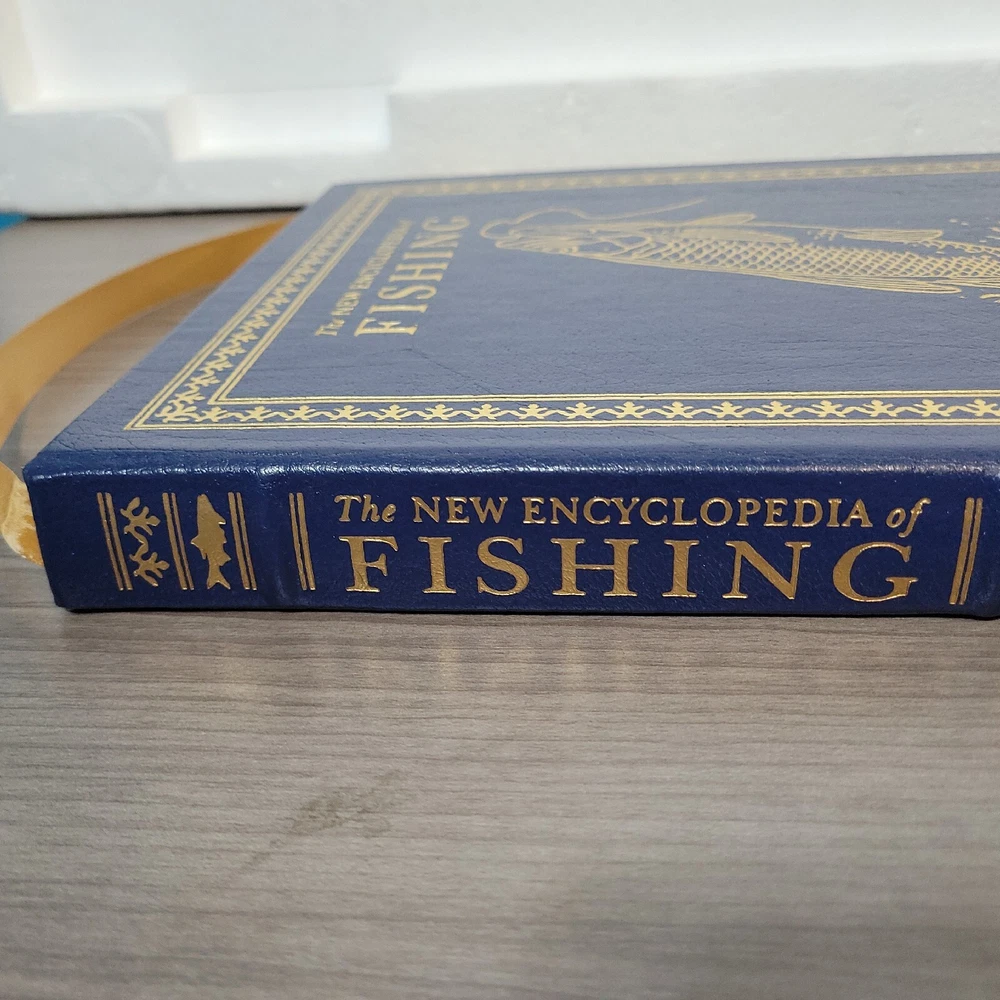 The NEW ENCYCLOPEDIA of
FISHING
The NEW ENCYCLOPEDIA of
FISHING